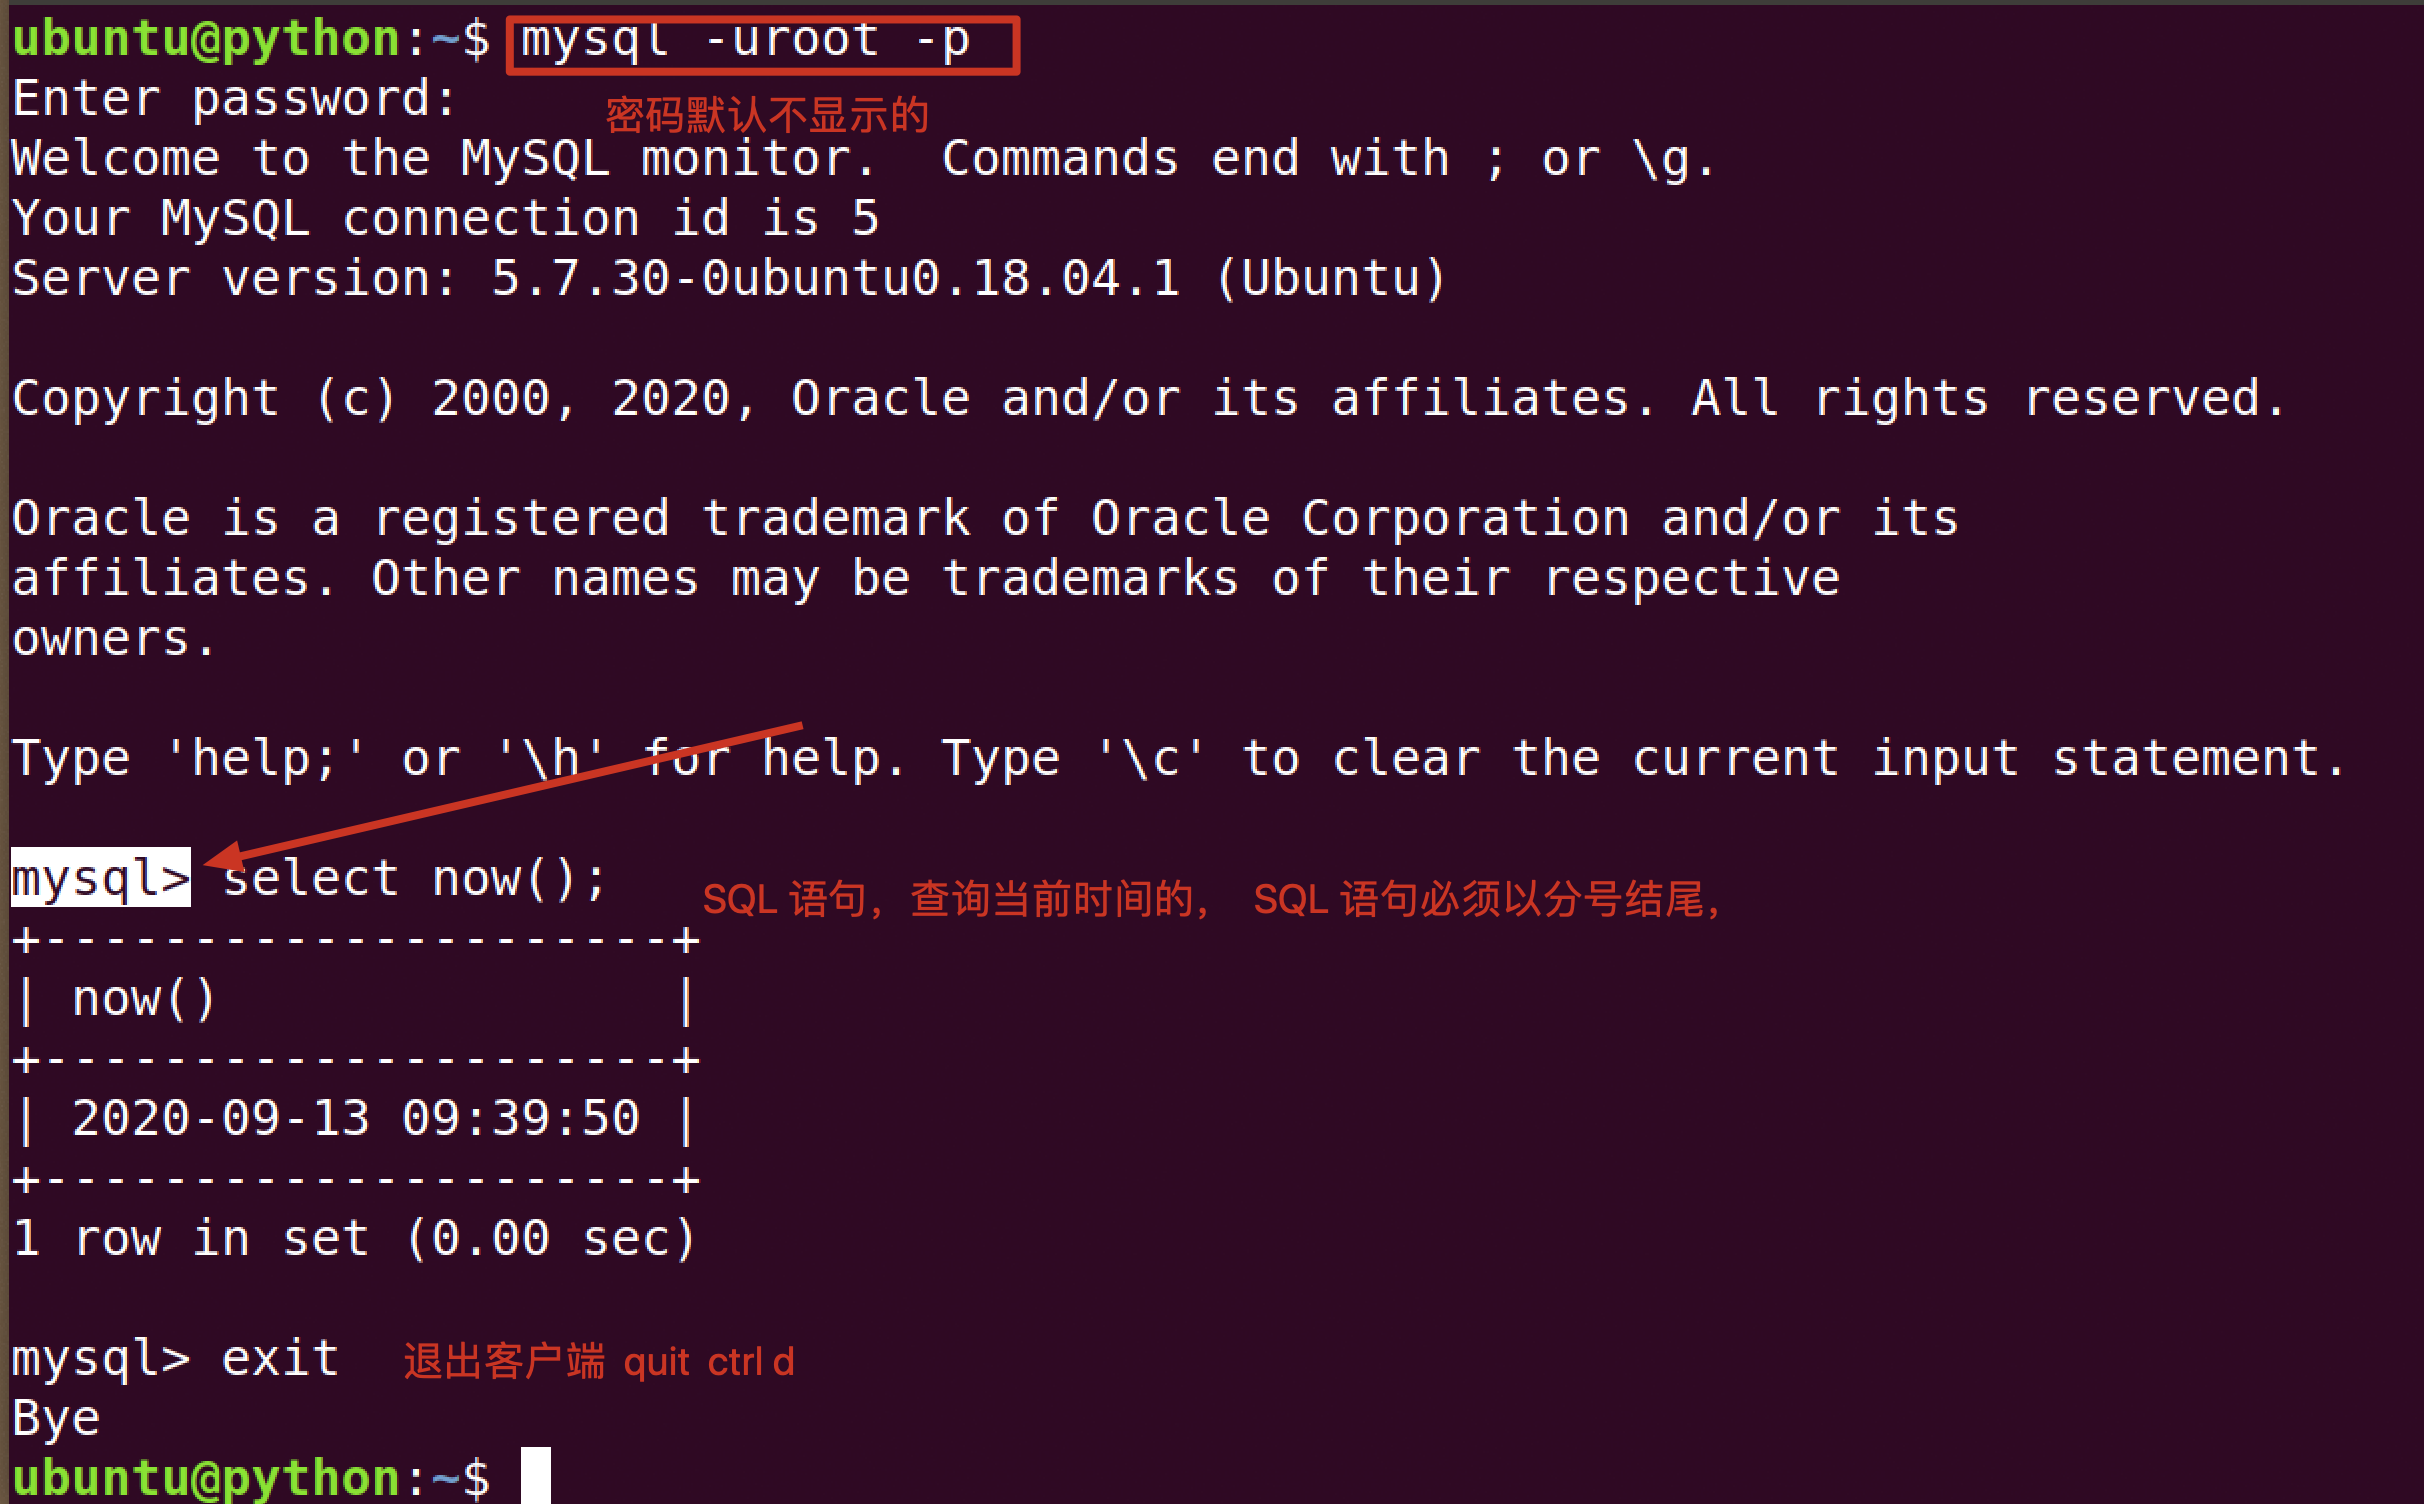 ubuntu@python:~$ mysql -uroot -p
Enter password:
密码默认不显示的
Welcome to the MySQL monitor.  Commands end with ; or \g.
Your MySQL connection id is 5
Server version: 5.7.30-0ubuntu0.18.04.1 (Ubuntu)
Copyright (c) 2000, 2020, Oracle and/or its affiliates. All rights reserved.
Oracle is a registered trademark of Oracle Corporation and/or its
affiliates. Other names may be trademarks of their respective
owners.
Type 'help;' or '\h' for help. Type '\c' to clear the current input statement.
mysql> select now();
SQL 语句，查询当前时间的， SQL 语句必须以分号结尾，
+---------------------+
| now()               |
+---------------------+
| 2020-09-13 09:39:50 |
+---------------------+
1 row in set (0.00 sec)
mysql> exit 退出客户端 quit ctrl d
Bye
ubuntu@python:~$